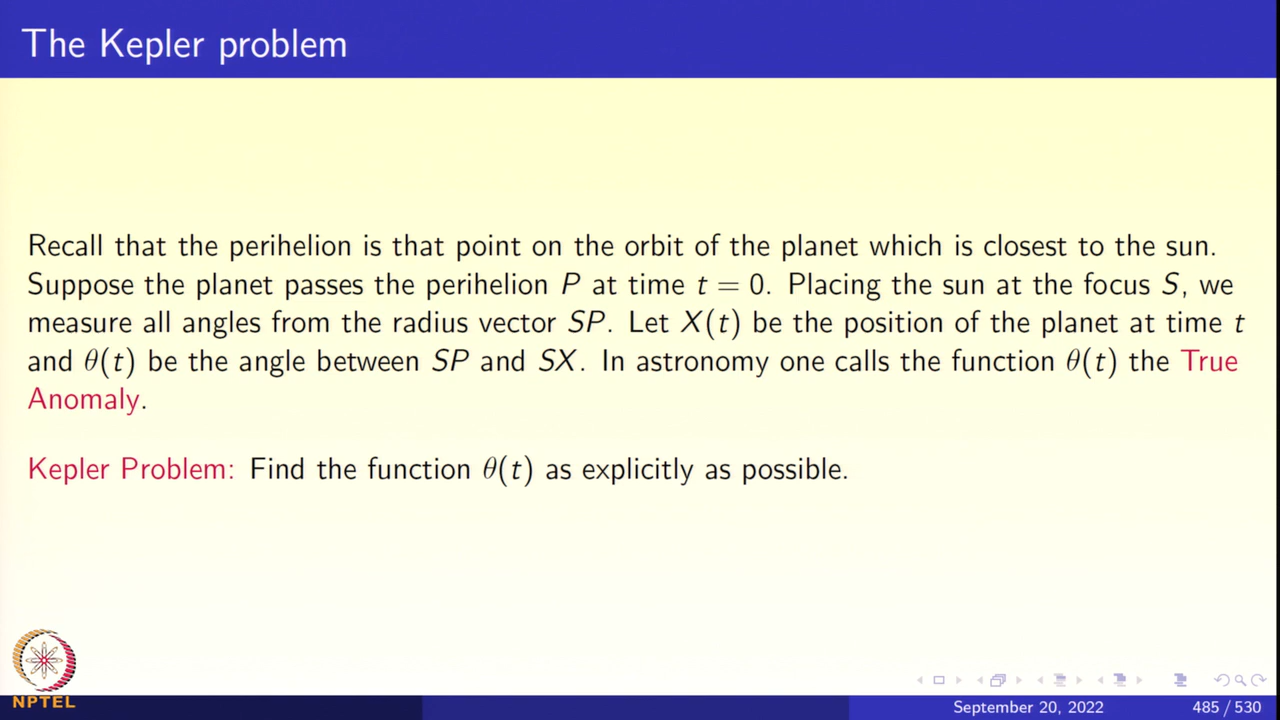 The Kepler problem
Recall that the perihelion is that point on the orbit of the planet which is closest to the sun.
Suppose the planet passes the perihelion P at time t = 0. Placing the sun at the focus S, we
measure all angles from the radius vector SP. Let X(t) be the position of the planet at time t
and θ(t) be the angle between SP and SX. In astronomy one calls the function θ(t) the True
Anomaly.
Kepler Problem: Find the function θ(t) as explicitly as possible.
NPTEL
September 20, 2022
485 / 530